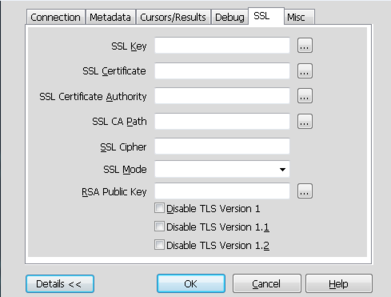 Connection Metadata Cursors/Results Debug SSL Misc
SSL Key ...
SSL Certificate ...
SSL Certificate Authority ...
SSL CA Path ...
SSL Cipher
SSL Mode
RSA Public Key ...
Disable TLS Version 1
Disable TLS Version 1.1
Disable TLS Version 1.2
Details << OK Cancel Help